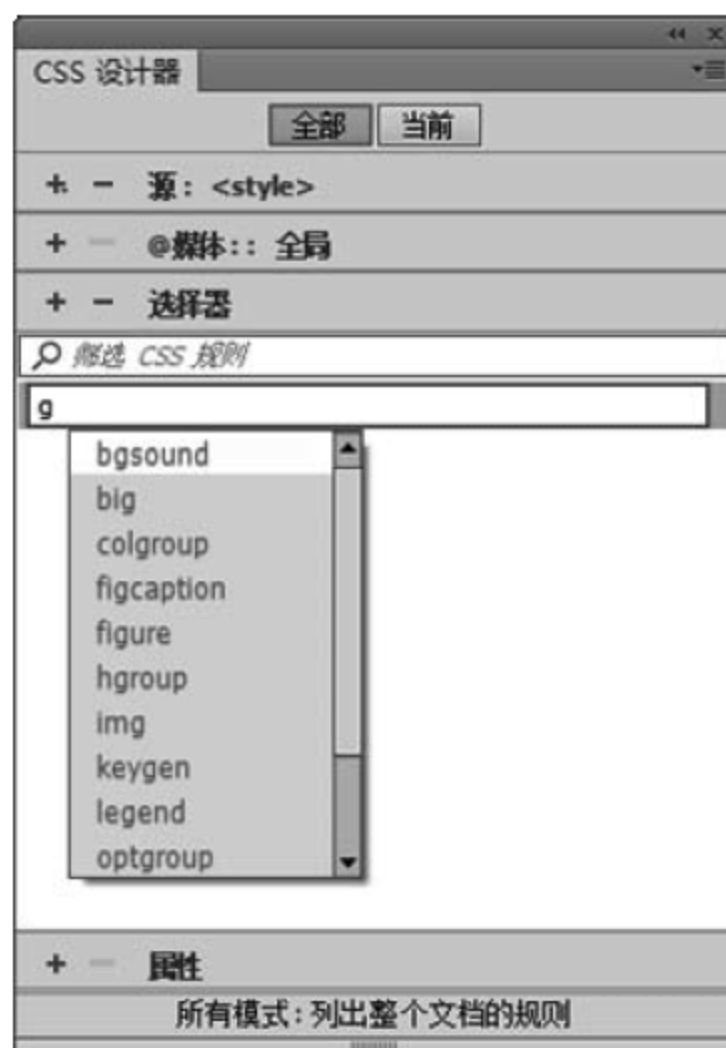 CSS 设计器
全部 当前
+ - 源: <style>
+ - @媒体:: 全局
+ - 选择器
筛选 CSS 规则
g
bgsound
big
colgroup
figcaption
figure
hgroup
img
keygen
legend
optgroup
+ - 属性
所有模式:列出整个文档的规则